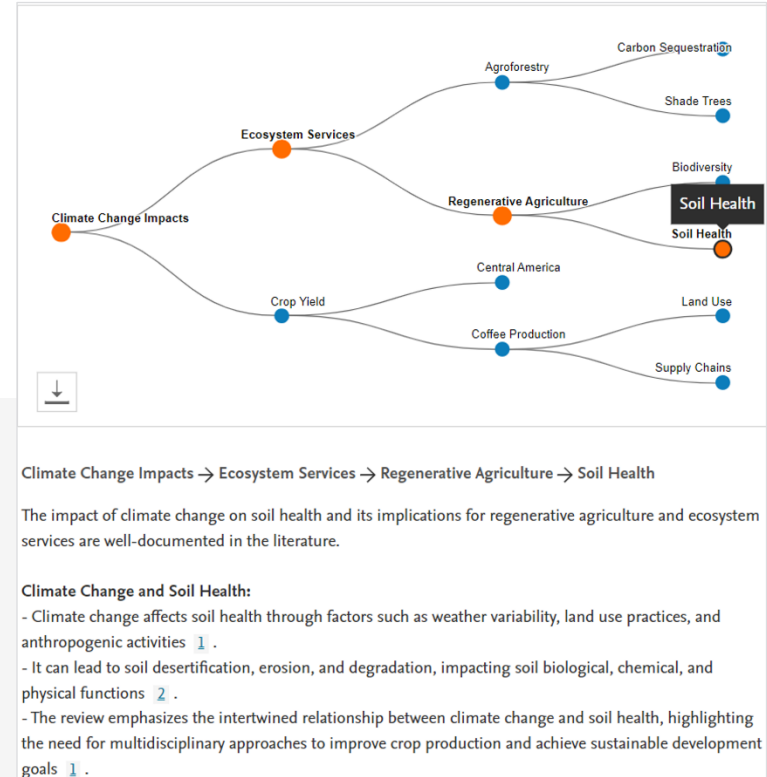 Carbon Sequestration
Agroforestry
Shade Trees
Ecosystem Services
Biodiversity
Soil Health
Regenerative Agriculture
Climate Change Impacts
Soil Health
Central America
Crop Yield
Land Use
Coffee Production
Supply Chains
Climate Change Impacts → Ecosystem Services → Regenerative Agriculture → Soil Health
The impact of climate change on soil health and its implications for regenerative agriculture and ecosystem
services are well-documented in the literature.
Climate Change and Soil Health:
- Climate change affects soil health through factors such as weather variability, land use practices, and
anthropogenic activities 1 .
- It can lead to soil desertification, erosion, and degradation, impacting soil biological, chemical, and
physical functions 2 .
- The review emphasizes the intertwined relationship between climate change and soil health, highlighting
the need for multidisciplinary approaches to improve crop production and achieve sustainable development
goals 1 .